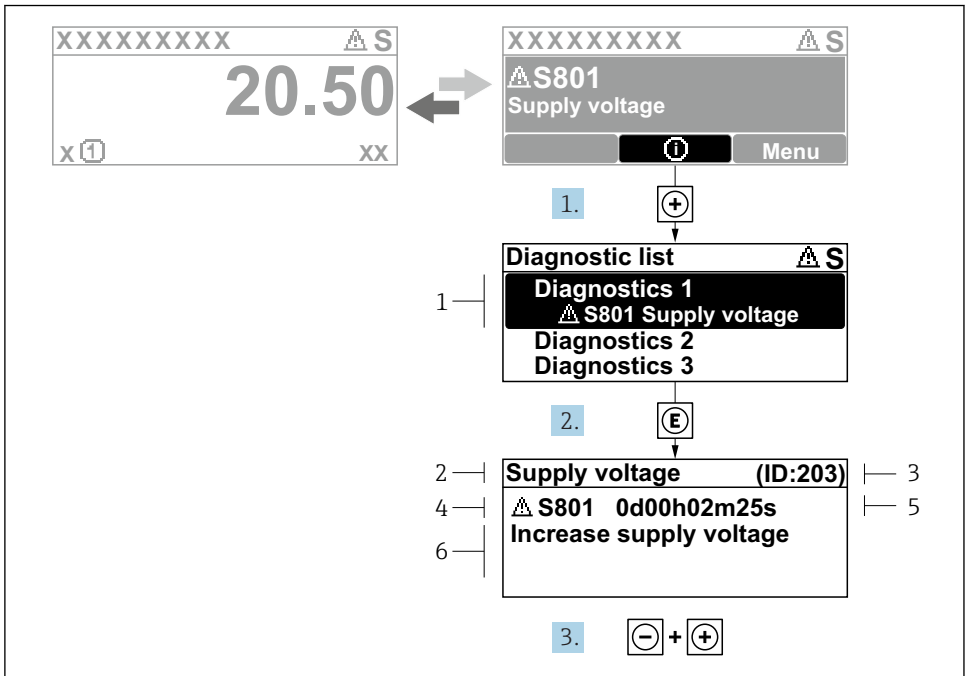 XXXXXXXXX ⚠ S
20.50
X ① XX
XXXXXXXXX ⚠ S
⚠S801
Supply voltage
ⓘ Menu
1. +
Diagnostic list ⚠ S
1 Diagnostics 1
⚠ S801 Supply voltage
Diagnostics 2
Diagnostics 3
2. E
2 Supply voltage (ID:203) 3
4 ⚠ S801 0d00h02m25s 5
6 Increase supply voltage
3. - + +